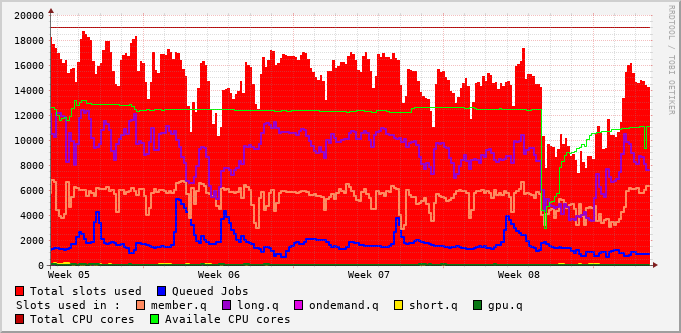 20000
18000
16000
14000
12000
10000
8000
6000
4000
2000
0
Week 05 Week 06 Week 07 Week 08
RRDTOOL / TOBI OETIKER
Total slots used Queued Jobs
Slots used in : member.q long.q ondemand.q short.q gpu.q
Total CPU cores Availale CPU cores